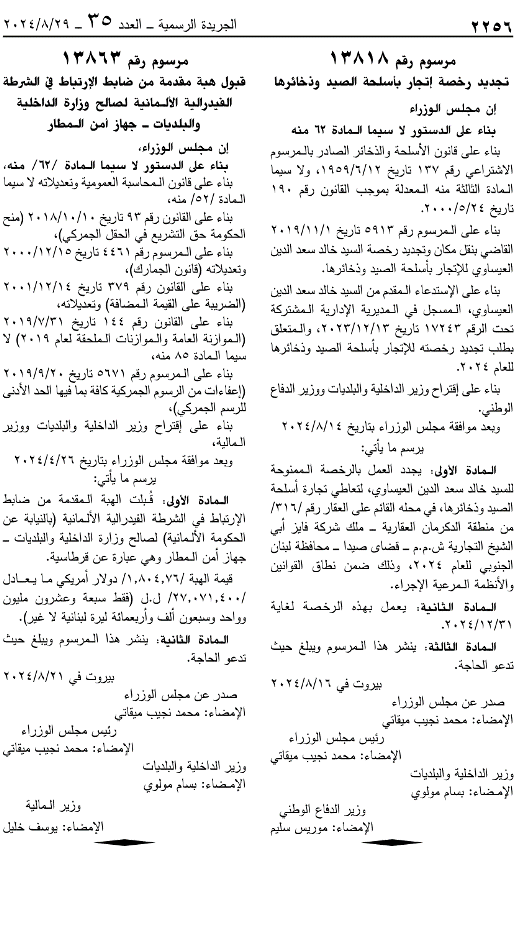 ٢٢٥٦
الجريدة الرسمية ـ العدد ٣٥ ـ ٢٠٢٤/٨/٢٩
مرسوم رقم ١٣٨١٨
تجديد رخصة إتجار بأسلحة الصيد وذخائرها
إن مجلس الوزراء
بناء على الدستور لا سيما المادة ٦٢ منه
بناء على قانون الأسلحة والذخائر الصادر بالمرسوم
الاشتراعي رقم ١٣٧ تاريخ ١٩٥٩/٦/١٢، ولا سيما
المادة الثالثة منه المعدلة بموجب القانون رقم ١٩٠
تاريخ ٢٠٠٠/٥/٢٤.
بناء على المرسوم رقم ٥٩١٣ تاريخ ٢٠١٩/١١/١
القاضي بنقل مكان وتجديد رخصة السيد خالد سعد الدين
العيساوي للإتجار بأسلحة الصيد وذخائرها.
بناء على الإستدعاء المقدم من السيد خالد سعد الدين
العيساوي، المسجل في المديرية الإدارية المشتركة
تحت الرقم ١٧٢٤٣ تاريخ ٢٠٢٣/١٢/١٣، والمتعلق
بطلب تجديد رخصته للإتجار بأسلحة الصيد وذخائرها
للعام ٢٠٢٤.
بناء على إقتراح وزير الداخلية والبلديات ووزير الدفاع
الوطني.
وبعد موافقة مجلس الوزراء بتاريخ ٢٠٢٤/٨/١٤
يرسم ما يأتي:
المادة الأولى: يجدد العمل بالرخصة الممنوحة
للسيد خالد سعد الدين العيساوي، لتعاطي تجارة أسلحة
الصيد وذخائرها، في محله القائم على العقار رقم /٣١٦/
من منطقة الدكرمان العقارية ـ ملك شركة فايز أبي
الشيخ التجارية ش.م.م ـ قضاء صيدا ـ محافظة لبنان
الجنوبي للعام ٢٠٢٤، وذلك ضمن نطاق القوانين
والأنظمة المرعية الإجراء.
المادة الثانية: يعمل بهذه الرخصة لغاية
٢٠٢٤/١٢/٣١.
المادة الثالثة: ينشر هذا المرسوم ويبلغ حيث
تدعو الحاجة.
بيروت في ٢٠٢٤/٨/١٦
صدر عن مجلس الوزراء
الإمضاء: محمد نجيب ميقاتي
رئيس مجلس الوزراء
الإمضاء: محمد نجيب ميقاتي
وزير الداخلية والبلديات
الإمضاء: بسام مولوي
وزير الدفاع الوطني
الإمضاء: موريس سليم
مرسوم رقم ١٣٨٦٣
قبول هبة مقدمة من ضابط الإرتباط في الشرطة
الفيدرالية الألمانية لصالح وزارة الداخلية
والبلديات ـ جهاز أمن المطار
إن مجلس الوزراء،
بناء على الدستور لا سيما المادة /٦٢/ منه،
بناء على قانون المحاسبة العمومية وتعديلاته لا سيما
المادة /٥٢/ منه،
بناء على القانون رقم ٩٣ تاريخ ٢٠١٨/١٠/١٠ (منح
الحكومة حق التشريع في الحقل الجمركي)،
بناء على المرسوم رقم ٤٤٦١ تاريخ ٢٠٠٠/١٢/١٥
وتعديلاته (قانون الجمارك)،
بناء على القانون رقم ٣٧٩ تاريخ ٢٠٠١/١٢/١٤
(الضريبة على القيمة المضافة) وتعديلاته،
بناء على القانون رقم ١٤٤ تاريخ ٢٠١٩/٧/٣١
(الموازنة العامة والموازنات الملحقة لعام ٢٠١٩) لا
سيما المادة ٨٥ منه،
بناء على المرسوم رقم ٥٦٧١ تاريخ ٢٠١٩/٩/٢٠
(إعفاءات من الرسوم الجمركية كافة بما فيها الحد الأدنى
للرسم الجمركي)،
بناء على إقتراح وزير الداخلية والبلديات ووزير
المالية،
وبعد موافقة مجلس الوزراء بتاريخ ٢٠٢٤/٤/٢٦
يرسم ما يأتي:
المادة الأولى: قُبلت الهبة المقدمة من ضابط
الإرتباط في الشرطة الفيدرالية الألمانية (بالنيابة عن
الحكومة الألمانية) لصالح وزارة الداخلية والبلديات ـ
جهاز أمن المطار وهي عبارة عن قرطاسية.
قيمة الهبة /١,٨٠٤,٧٦/ دولار أمريكي ما يعادل
/٢٧,٠٧١,٤٠٠/ ل.ل (فقط سبعة وعشرون مليون
وواحد وسبعون ألف وأربعمائة ليرة لبنانية لا غير).
المادة الثانية: ينشر هذا المرسوم ويبلغ حيث
تدعو الحاجة.
بيروت في ٢٠٢٤/٨/٢١
صدر عن مجلس الوزراء
الإمضاء: محمد نجيب ميقاتي
رئيس مجلس الوزراء
الإمضاء: محمد نجيب ميقاتي
وزير الداخلية والبلديات
الإمضاء: بسام مولوي
وزير المالية
الإمضاء: يوسف خليل